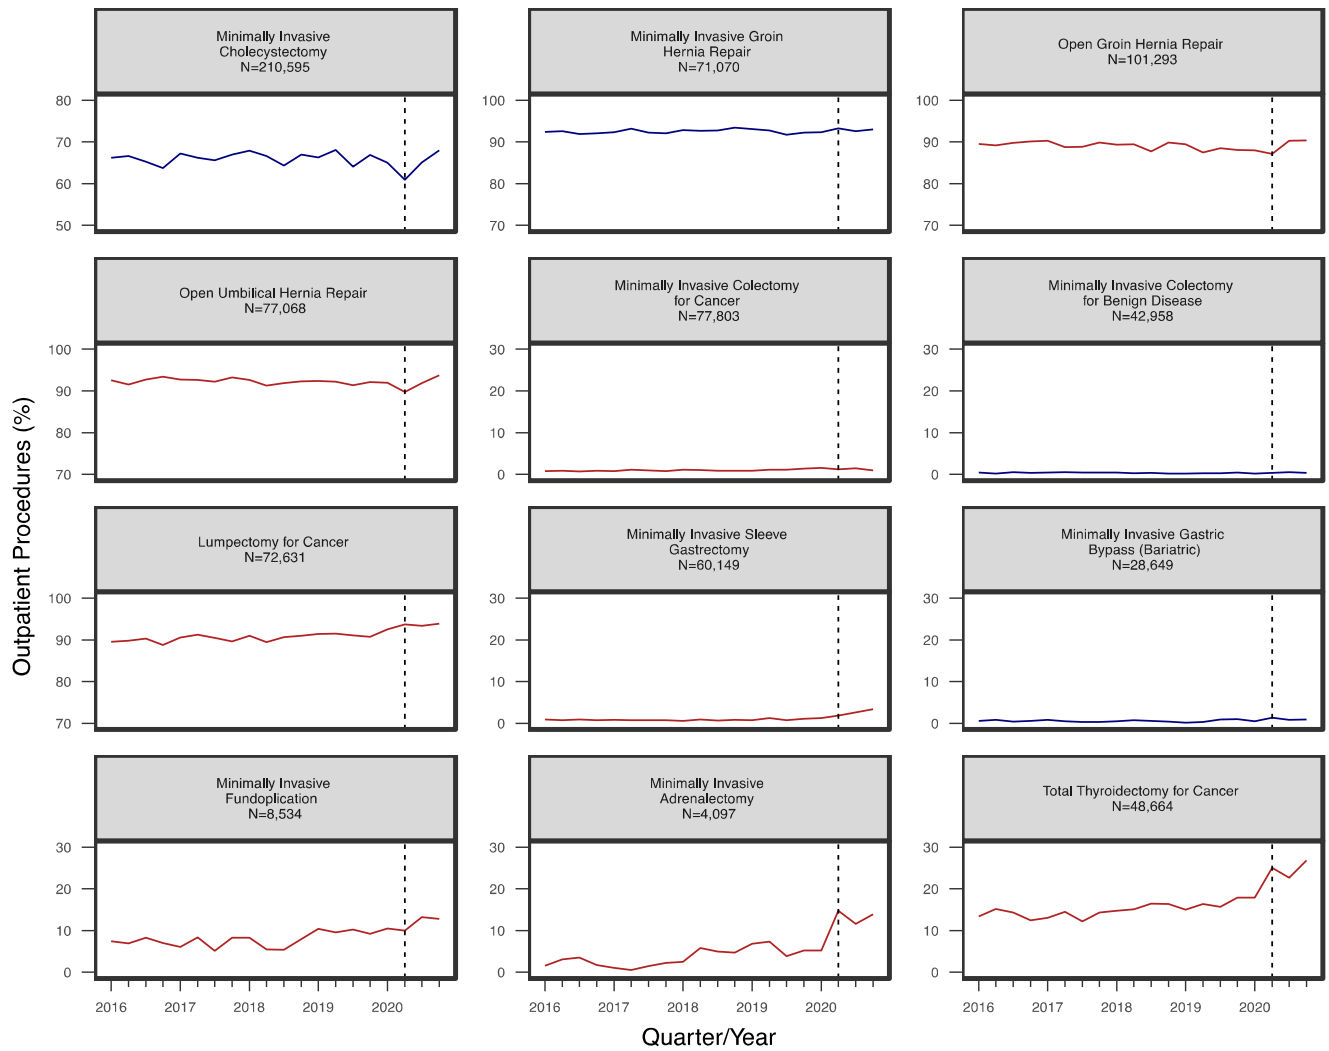 Minimally Invasive
Cholecystectomy
N=210,595
Minimally Invasive Groin
Hernia Repair
N=71,070
Open Groin Hernia Repair
N=101,293
80
70
60
50
100
90
80
70
100
90
80
70
Open Umbilical Hernia Repair
N=77,068
Minimally Invasive Colectomy
for Cancer
N=77,803
Minimally Invasive Colectomy
for Benign Disease
N=42,958
100
90
80
70
30
20
10
0
30
20
10
0
Outpatient Procedures (%)
Lumpectomy for Cancer
N=72,631
Minimally Invasive Sleeve
Gastrectomy
N=60,149
Minimally Invasive Gastric
Bypass (Bariatric)
N=28,649
100
90
80
70
30
20
10
0
30
20
10
0
Minimally Invasive
Fundoplication
N=8,534
Minimally Invasive
Adrenalectomy
N=4,097
Total Thyroidectomy for Cancer
N=48,664
30
20
10
0
30
20
10
0
30
20
10
0
2016 2017 2018 2019 2020
2016 2017 2018 2019 2020
2016 2017 2018 2019 2020
Quarter/Year